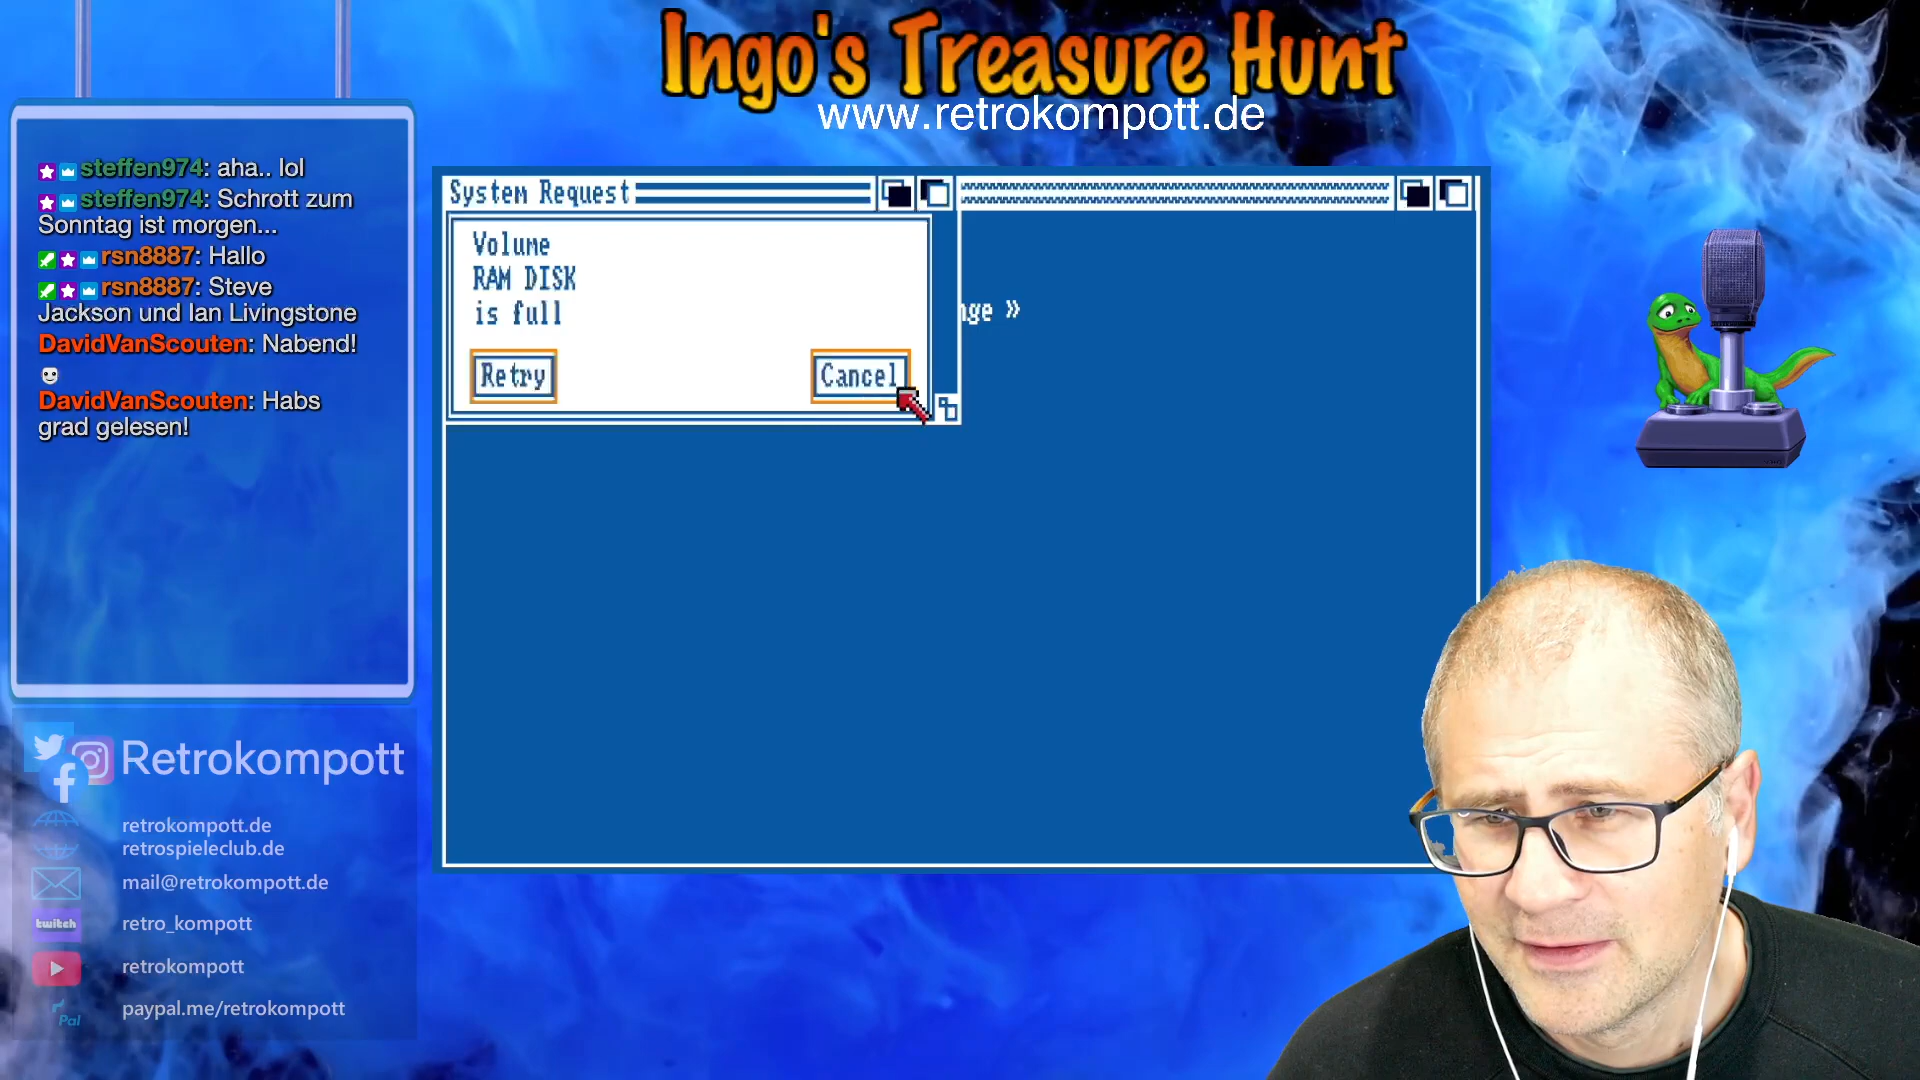 Ingo's Treasure Hunt
www.retrokompott.de
steffen974: aha.. lol
steffen974: Schrott zum
Sonntag ist morgen...
rsn8887: Hallo
rsn8887: Steve
Jackson und Ian Livingstone
DavidVanScouten: Nabend!
DavidVanScouten: Habs
grad gelesen!
System Request
Volume
RAM DISK
is full
Retry
Cancel
nge »
Retrokompott
retrokompott.de
retrospieleclub.de
mail@retrokompott.de
twitch
retro_kompott
retrokompott
Pal
paypal.me/retrokompott